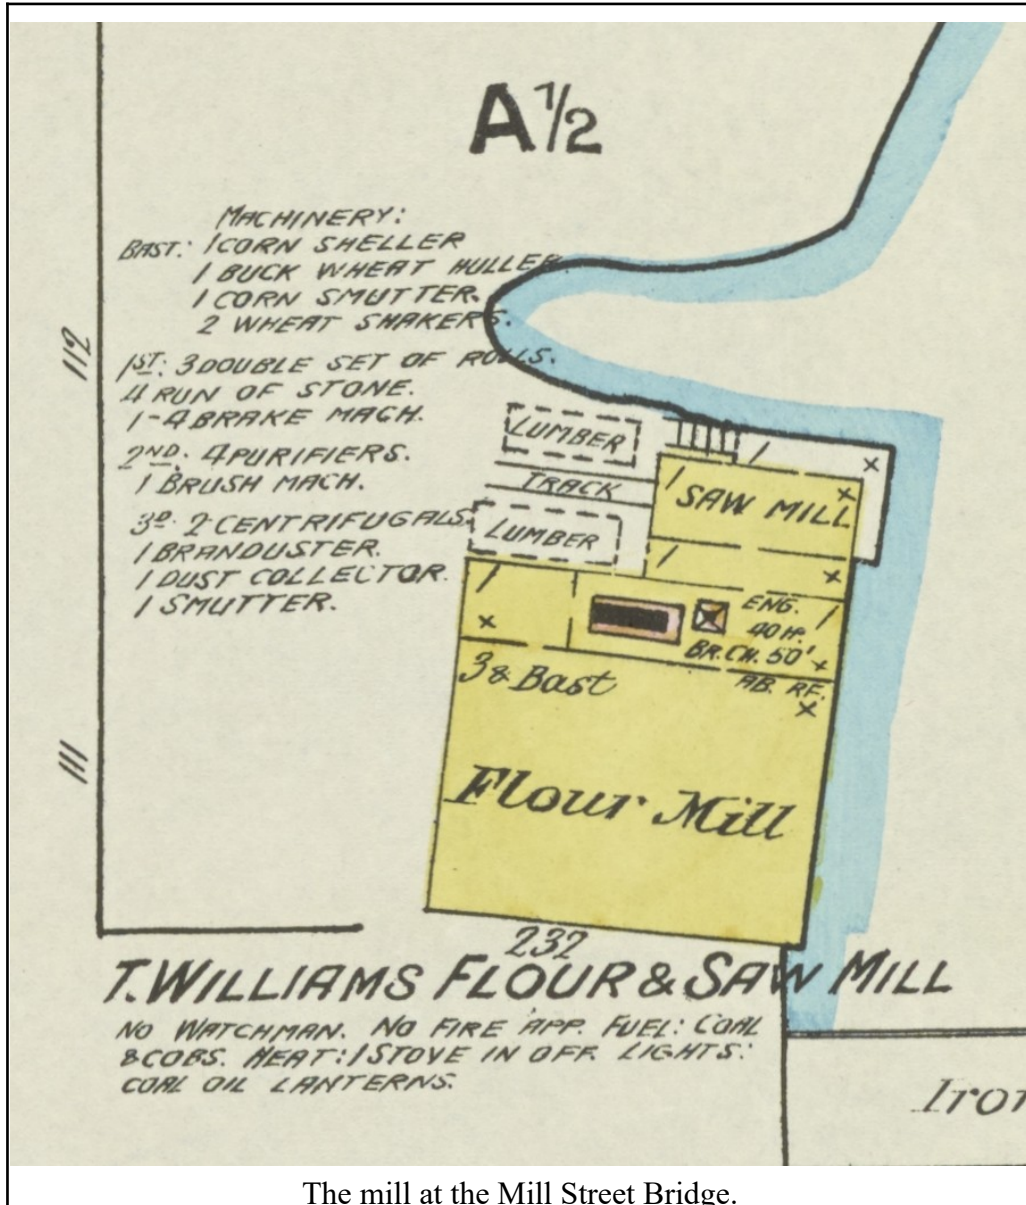 A 1/2
MACHINERY:
BAST: 1 CORN SHELLER
1 BUCK WHEAT HULLER.
1 CORN SMUTTER.
2 WHEAT SHAKERS.
1ST: 3 DOUBLE SET OF ROLLS.
4 RUN OF STONE.
1-4 BRAKE MACH.
2ND: 4 PURIFIERS.
1 BRUSH MACH.
3D: 2 CENTRIFUGALS.
1 BRANDUSTER.
1 DUST COLLECTOR.
1 SMUTTER.
112
111
LUMBER
TRACK
LUMBER
/ x
/ SAW MILL x
/ x
/ x
ENG. /
40 H.
BR. CH. 50' x
3 & Bast AB. RF.
x
Flour Mill
232
T. WILLIAMS FLOUR & SAW MILL
NO WATCHMAN. NO FIRE APP. FUEL: COAL
& COBS. HEAT: 1 STOVE IN OFF. LIGHTS:
COAL OIL LANTERNS.
Iron
The mill at the Mill Street Bridge.